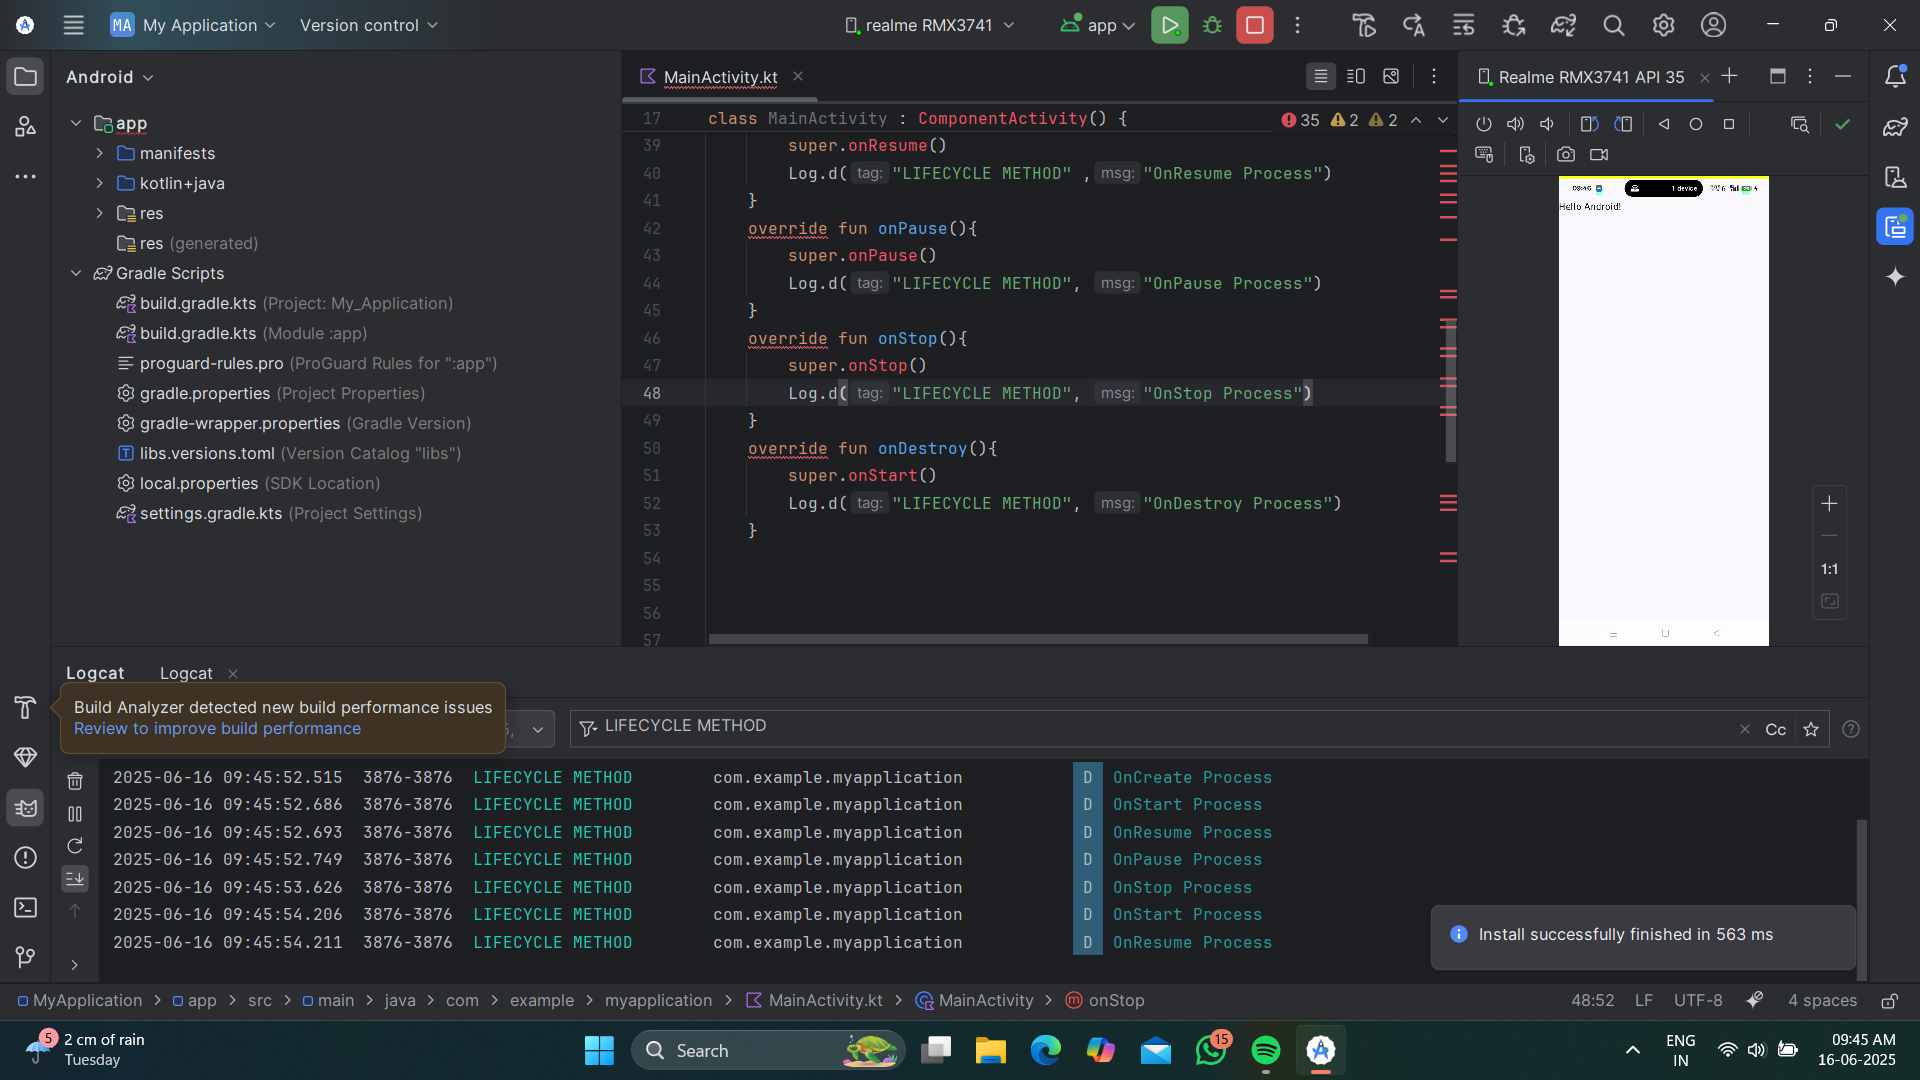 MA My Application Version control realme RMX3741 app
Android
app
manifests
kotlin+java
res
res (generated)
Gradle Scripts
build.gradle.kts (Project: My_Application)
build.gradle.kts (Module :app)
proguard-rules.pro (ProGuard Rules for ":app")
gradle.properties (Project Properties)
gradle-wrapper.properties (Gradle Version)
libs.versions.toml (Version Catalog "libs")
local.properties (SDK Location)
settings.gradle.kts (Project Settings)
MainActivity.kt
17 class MainActivity : ComponentActivity() { 35 2 2
39 super.onResume()
40 Log.d( tag: "LIFECYCLE METHOD" , msg: "OnResume Process")
41 }
42 override fun onPause(){
43 super.onPause()
44 Log.d( tag: "LIFECYCLE METHOD", msg: "OnPause Process")
45 }
46 override fun onStop(){
47 super.onStop()
48 Log.d( tag: "LIFECYCLE METHOD", msg: "OnStop Process")
49 }
50 override fun onDestroy(){
51 super.onStart()
52 Log.d( tag: "LIFECYCLE METHOD", msg: "OnDestroy Process")
53 }
54
55
56
57
Realme RMX3741 API 35
1 device
Hello Android!
1:1
Logcat Logcat
Build Analyzer detected new build performance issues
Review to improve build performance
LIFECYCLE METHOD Cc
2025-06-16 09:45:52.515 3876-3876 LIFECYCLE METHOD com.example.myapplication D OnCreate Process
2025-06-16 09:45:52.686 3876-3876 LIFECYCLE METHOD com.example.myapplication D OnStart Process
2025-06-16 09:45:52.693 3876-3876 LIFECYCLE METHOD com.example.myapplication D OnResume Process
2025-06-16 09:45:52.749 3876-3876 LIFECYCLE METHOD com.example.myapplication D OnPause Process
2025-06-16 09:45:53.626 3876-3876 LIFECYCLE METHOD com.example.myapplication D OnStop Process
2025-06-16 09:45:54.206 3876-3876 LIFECYCLE METHOD com.example.myapplication D OnStart Process
2025-06-16 09:45:54.211 3876-3876 LIFECYCLE METHOD com.example.myapplication D OnResume Process
Install successfully finished in 563 ms
MyApplication > app > src > main > java > com > example > myapplication > MainActivity.kt > MainActivity > onStop 48:52 LF UTF-8 4 spaces
5
2 cm of rain
Tuesday
Search
15
ENG
IN
09:45 AM
16-06-2025